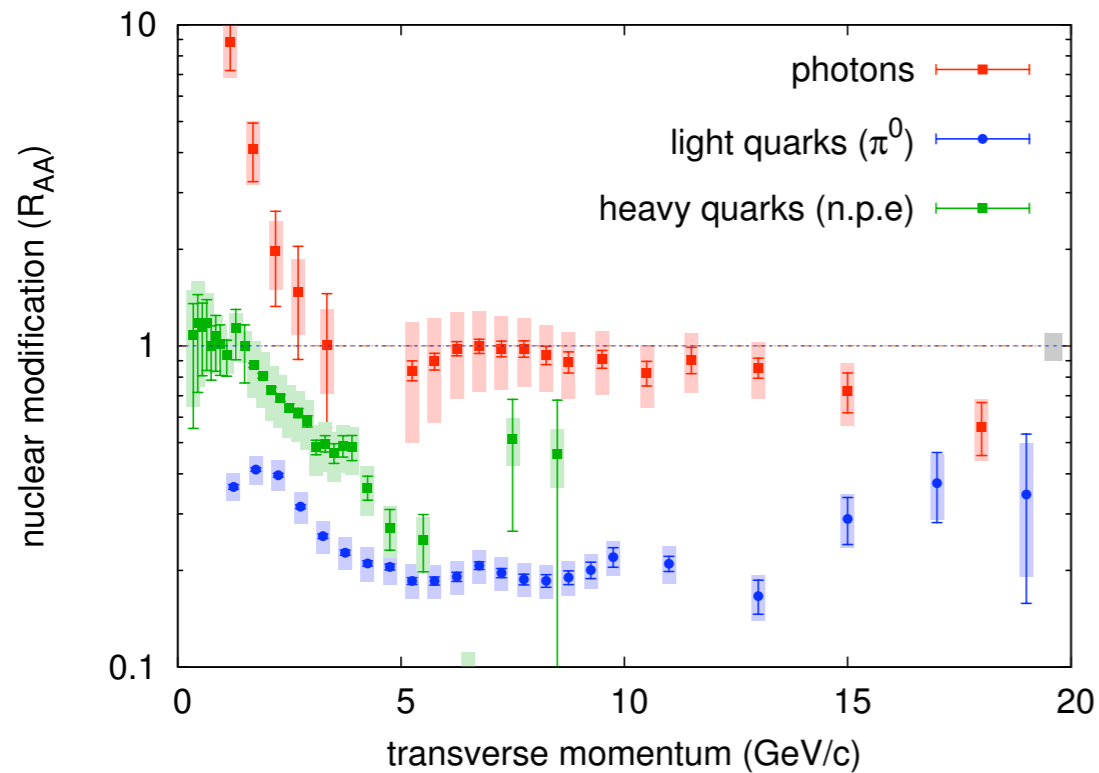 10
1
0.1
nuclear modification (R_AA)
photons
light quarks (π⁰)
heavy quarks (n.p.e)
0 5 10 15 20
transverse momentum (GeV/c)